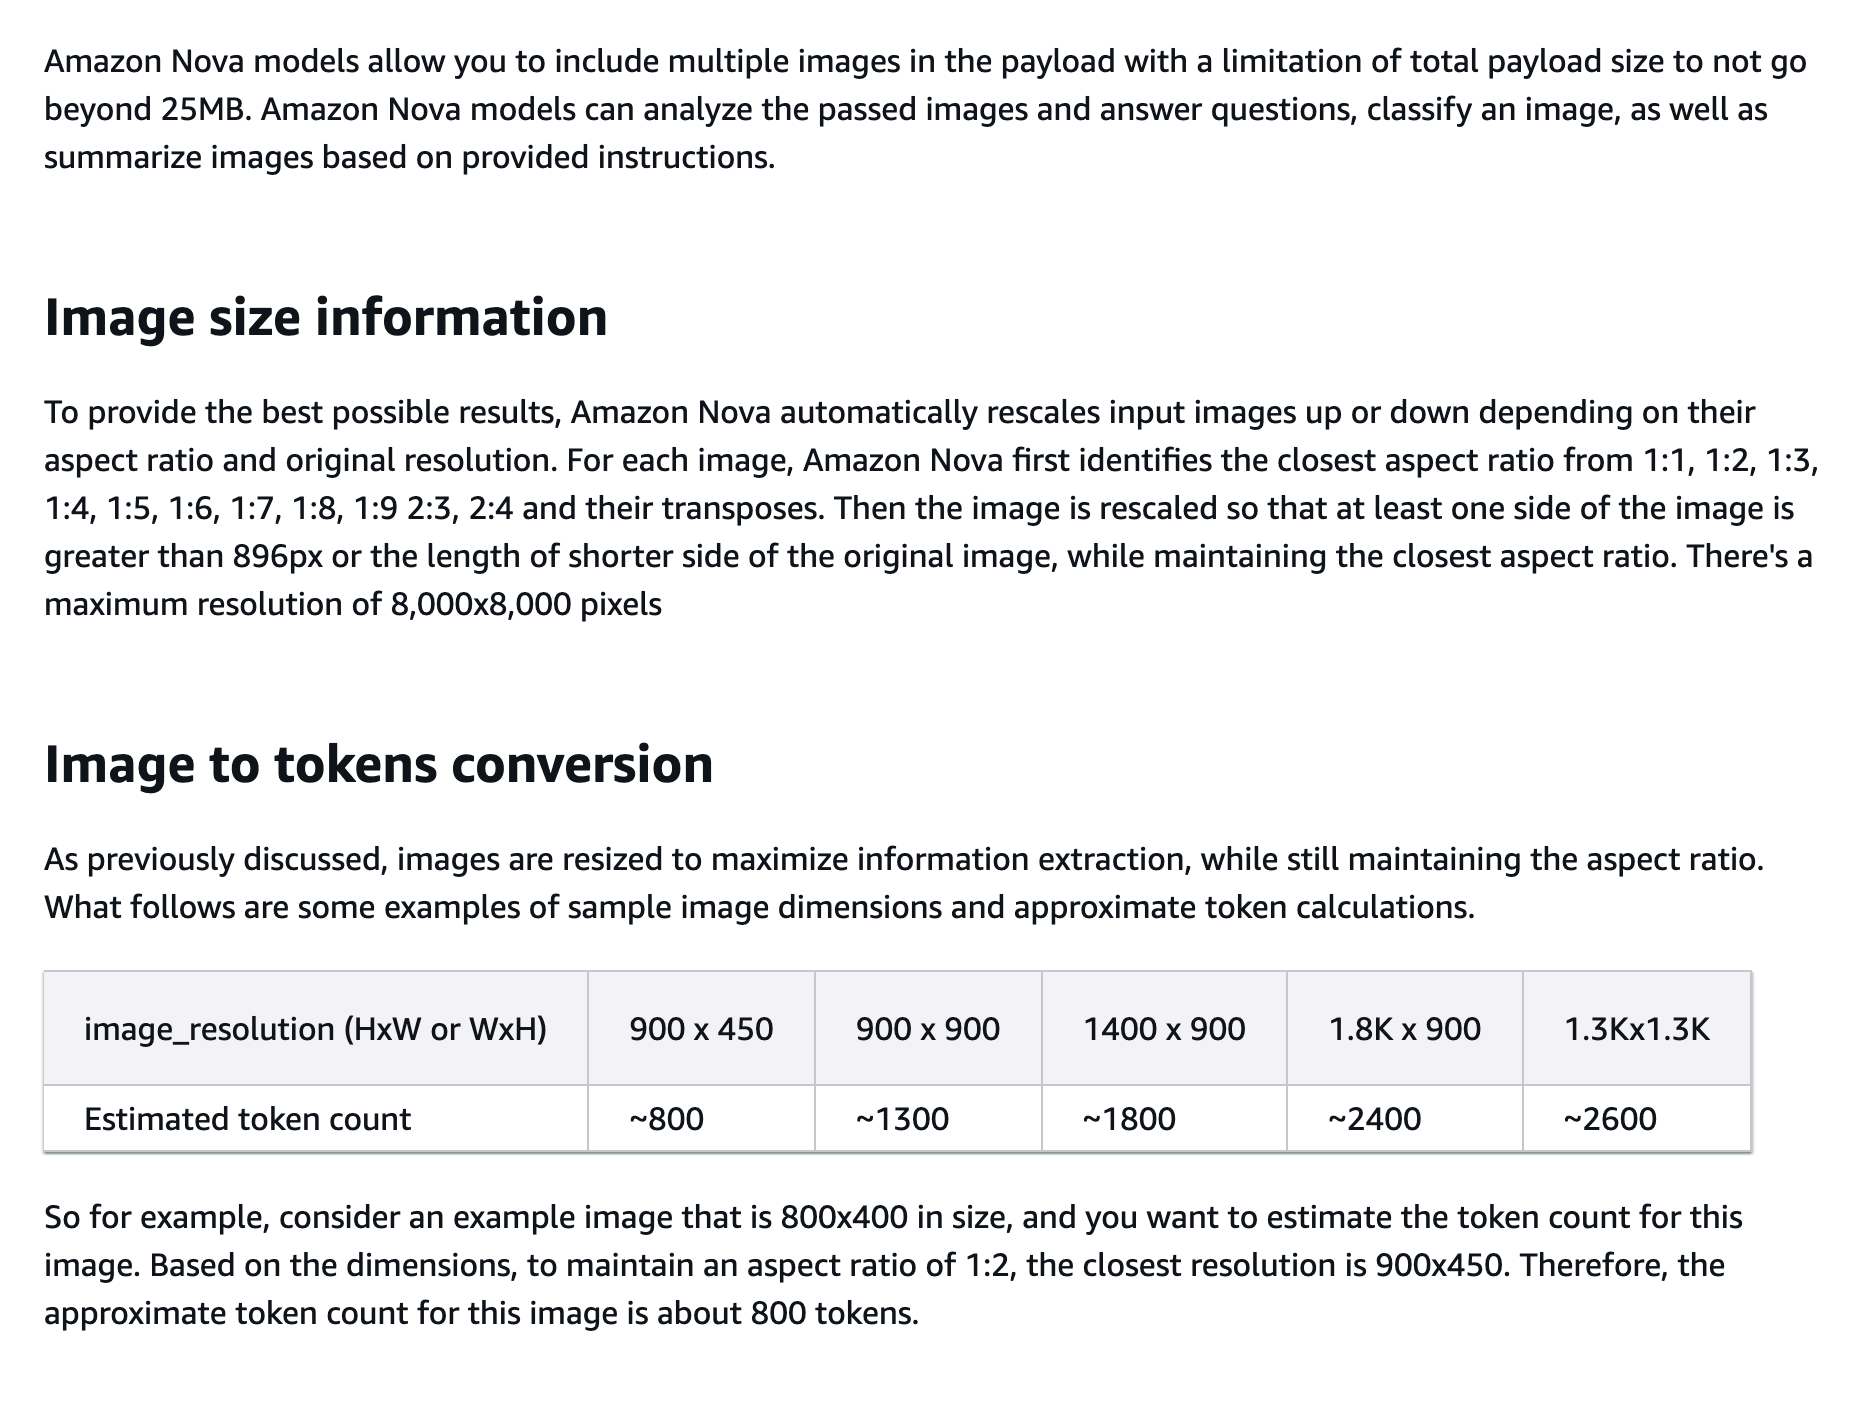 Amazon Nova models allow you to include multiple images in the payload with a limitation of total payload size to not go
beyond 25MB. Amazon Nova models can analyze the passed images and answer questions, classify an image, as well as
summarize images based on provided instructions.
Image size information
To provide the best possible results, Amazon Nova automatically rescales input images up or down depending on their
aspect ratio and original resolution. For each image, Amazon Nova first identifies the closest aspect ratio from 1:1, 1:2, 1:3,
1:4, 1:5, 1:6, 1:7, 1:8, 1:9 2:3, 2:4 and their transposes. Then the image is rescaled so that at least one side of the image is
greater than 896px or the length of shorter side of the original image, while maintaining the closest aspect ratio. There's a
maximum resolution of 8,000x8,000 pixels
Image to tokens conversion
As previously discussed, images are resized to maximize information extraction, while still maintaining the aspect ratio.
What follows are some examples of sample image dimensions and approximate token calculations.
image_resolution (HxW or WxH) 900 x 450 900 x 900 1400 x 900 1.8K x 900 1.3Kx1.3K
Estimated token count ~800 ~1300 ~1800 ~2400 ~2600
So for example, consider an example image that is 800x400 in size, and you want to estimate the token count for this
image. Based on the dimensions, to maintain an aspect ratio of 1:2, the closest resolution is 900x450. Therefore, the
approximate token count for this image is about 800 tokens.